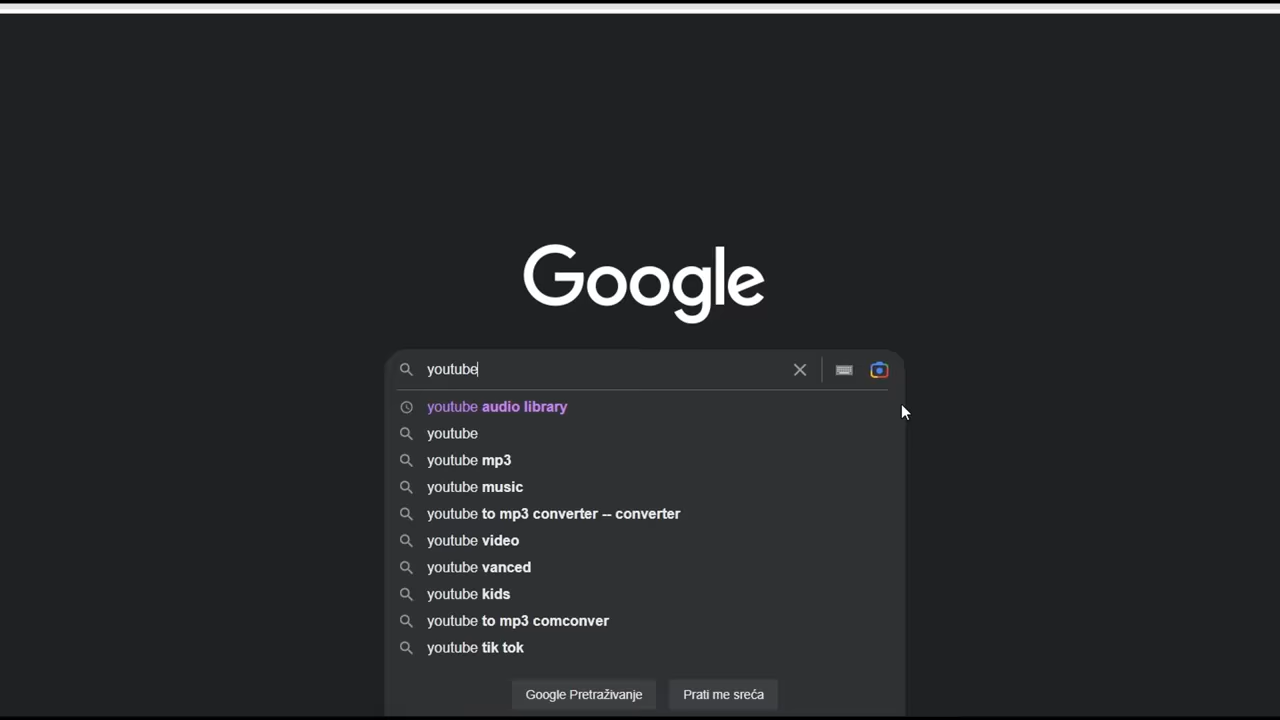 Google
youtube
youtube audio library
youtube
youtube mp3
youtube music
youtube to mp3 converter -- converter
youtube video
youtube vanced
youtube kids
youtube to mp3 comconver
youtube tik tok
Google Pretraživanje
Prati me sreća